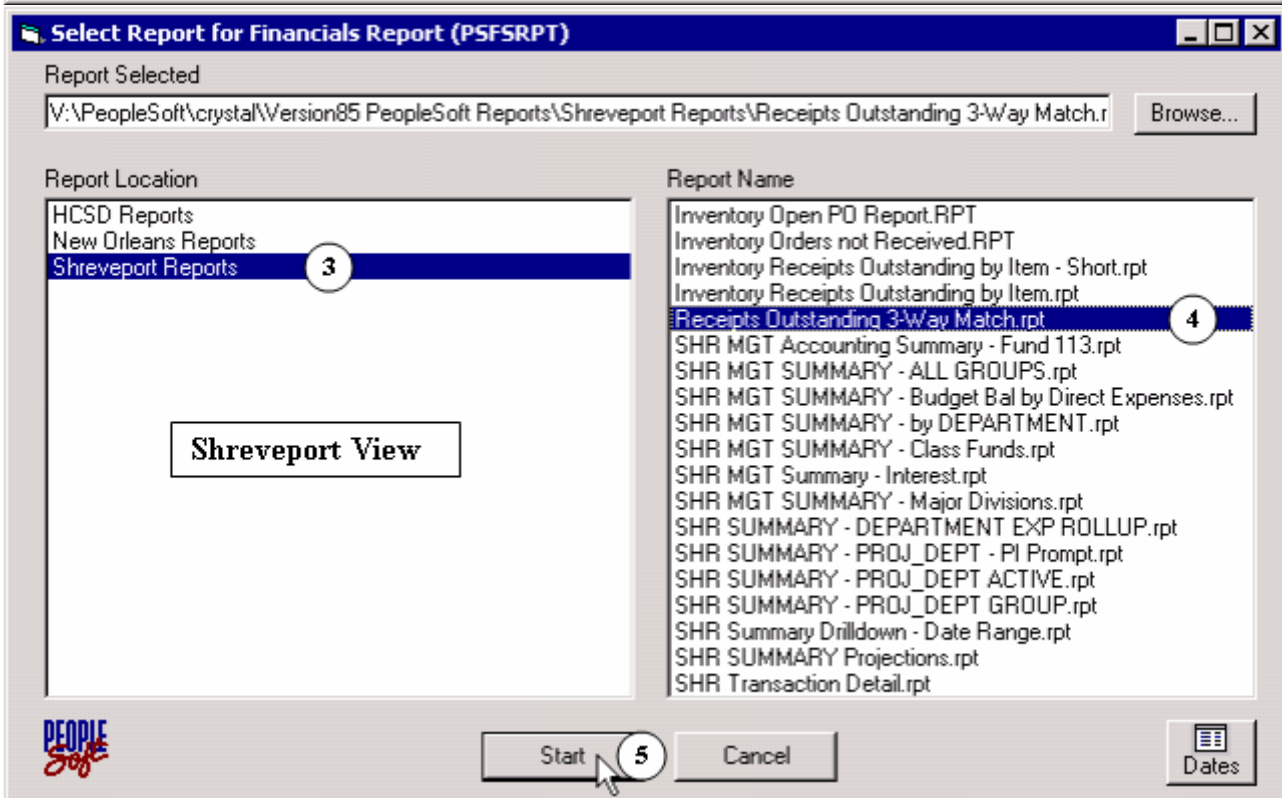 Select Report for Financials Report (PSFSRPT)
Report Selected
V:\PeopleSoft\crystal\Version85 PeopleSoft Reports\Shreveport Reports\Receipts Outstanding 3-Way Match.r
Browse...
Report Location
HCSD Reports
New Orleans Reports
Shreveport Reports
3
Shreveport View
Report Name
Inventory Open PO Report.RPT
Inventory Orders not Received.RPT
Inventory Receipts Outstanding by Item - Short.rpt
Inventory Receipts Outstanding by Item.rpt
Receipts Outstanding 3-Way Match.rpt
4
SHR MGT Accounting Summary - Fund 113.rpt
SHR MGT SUMMARY - ALL GROUPS.rpt
SHR MGT SUMMARY - Budget Bal by Direct Expenses.rpt
SHR MGT SUMMARY - by DEPARTMENT.rpt
SHR MGT SUMMARY - Class Funds.rpt
SHR MGT Summary - Interest.rpt
SHR MGT SUMMARY - Major Divisions.rpt
SHR SUMMARY - DEPARTMENT EXP ROLLUP.rpt
SHR SUMMARY - PROJ_DEPT - PI Prompt.rpt
SHR SUMMARY - PROJ_DEPT ACTIVE.rpt
SHR SUMMARY - PROJ_DEPT GROUP.rpt
SHR Summary Drilldown - Date Range.rpt
SHR SUMMARY Projections.rpt
SHR Transaction Detail.rpt
PEOPLE
Soft
Start
5
Cancel
Dates